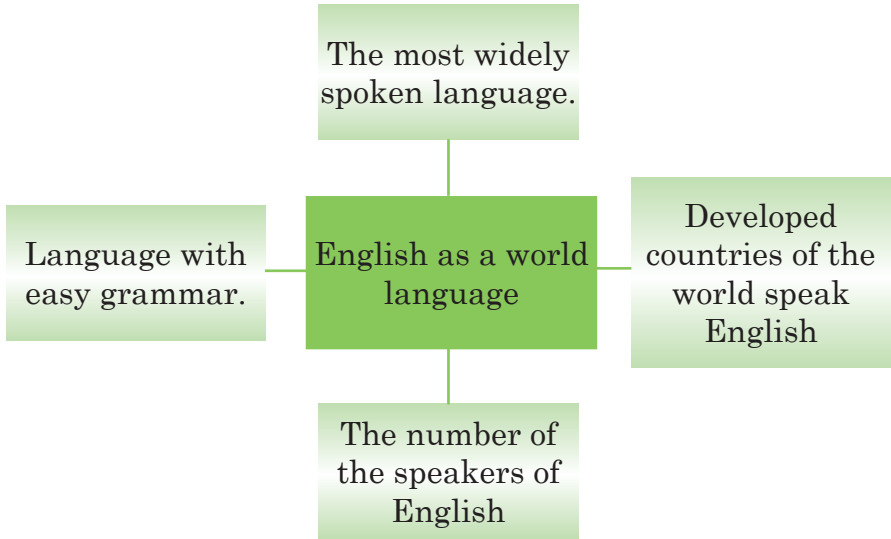 The most widely
spoken language.
Language with
easy grammar.
English as a world
language
Developed
countries of the
world speak
English
The number of
the speakers of
English